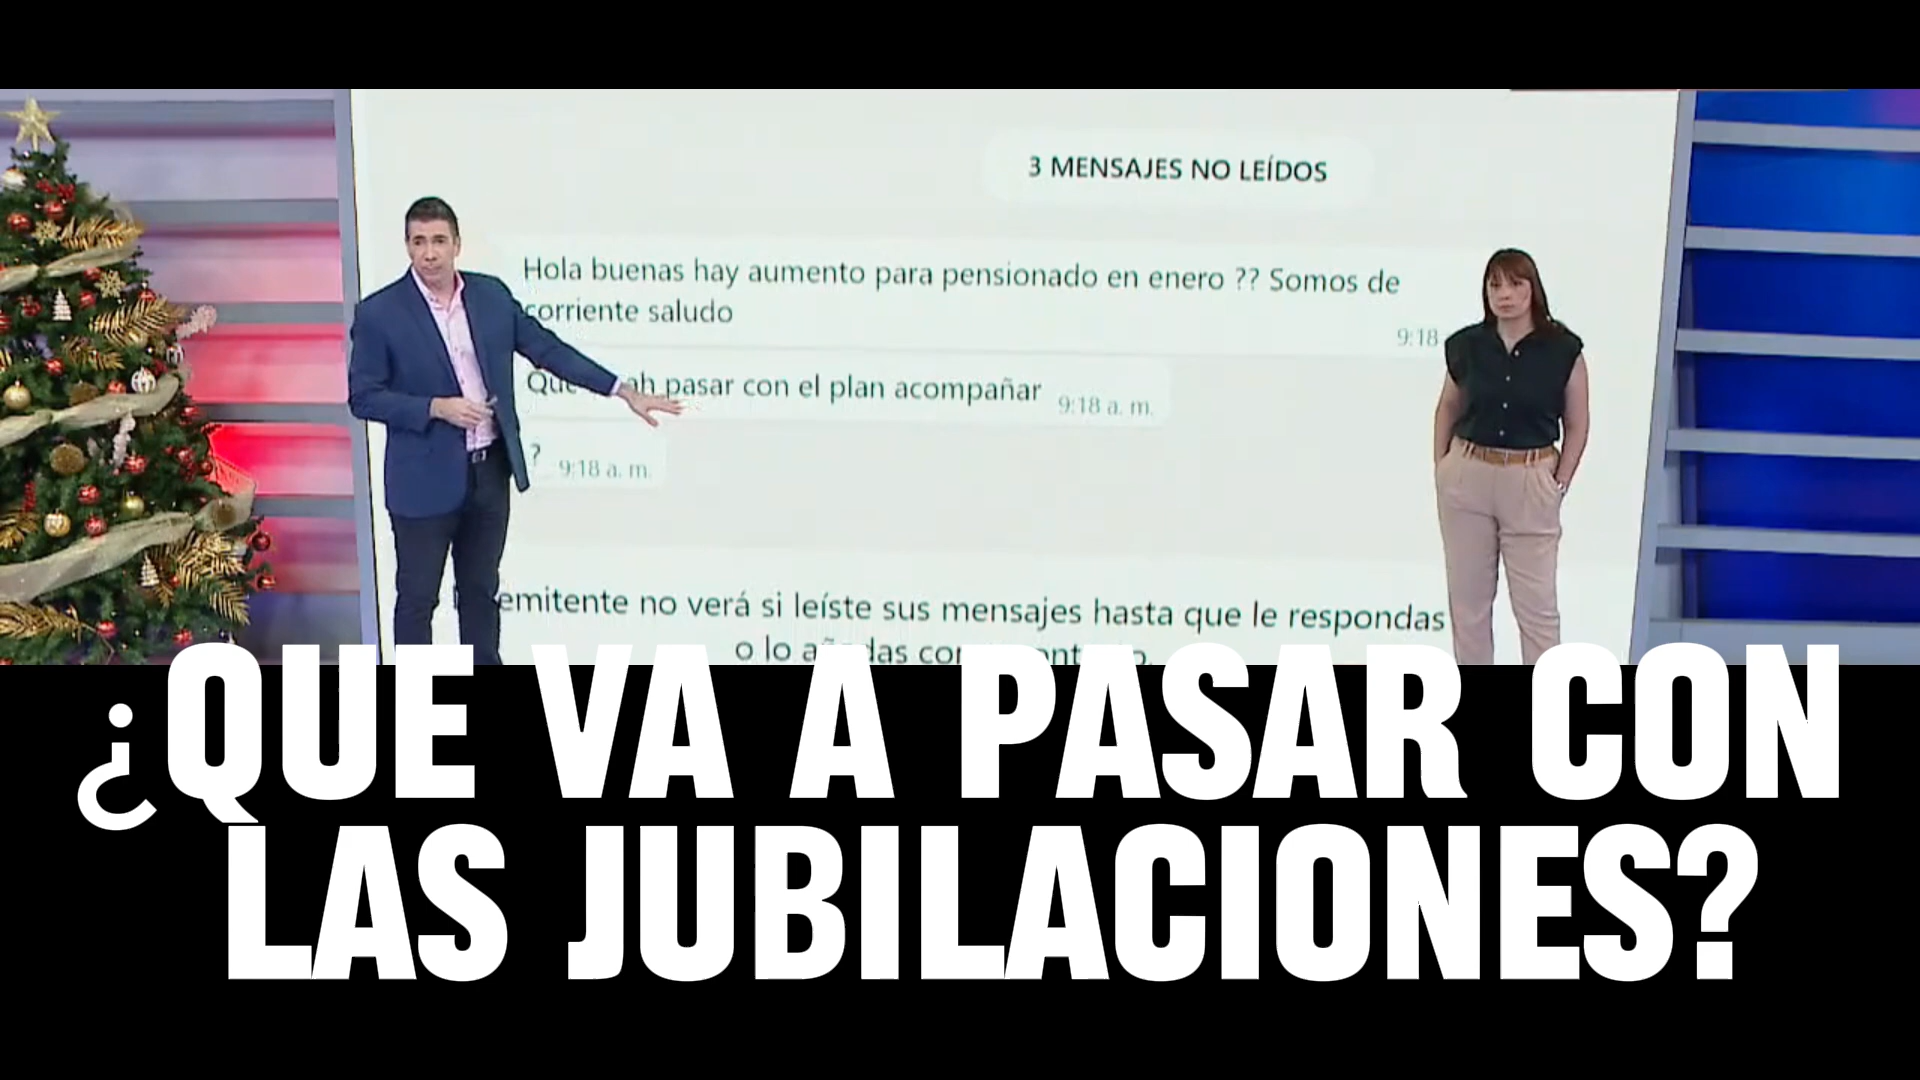 3 MENSAJES NO LEÍDOS
Hola buenas hay aumento para pensionado en enero ?? Somos de
corriente saludo
9:18
pasar con el plan acompañar 9:18 a. m.
? 9:18 a. m.
no verá si leíste sus mensajes hasta que le respondas
o lo
¿QUE VA A PASAR CON
LAS JUBILACIONES?